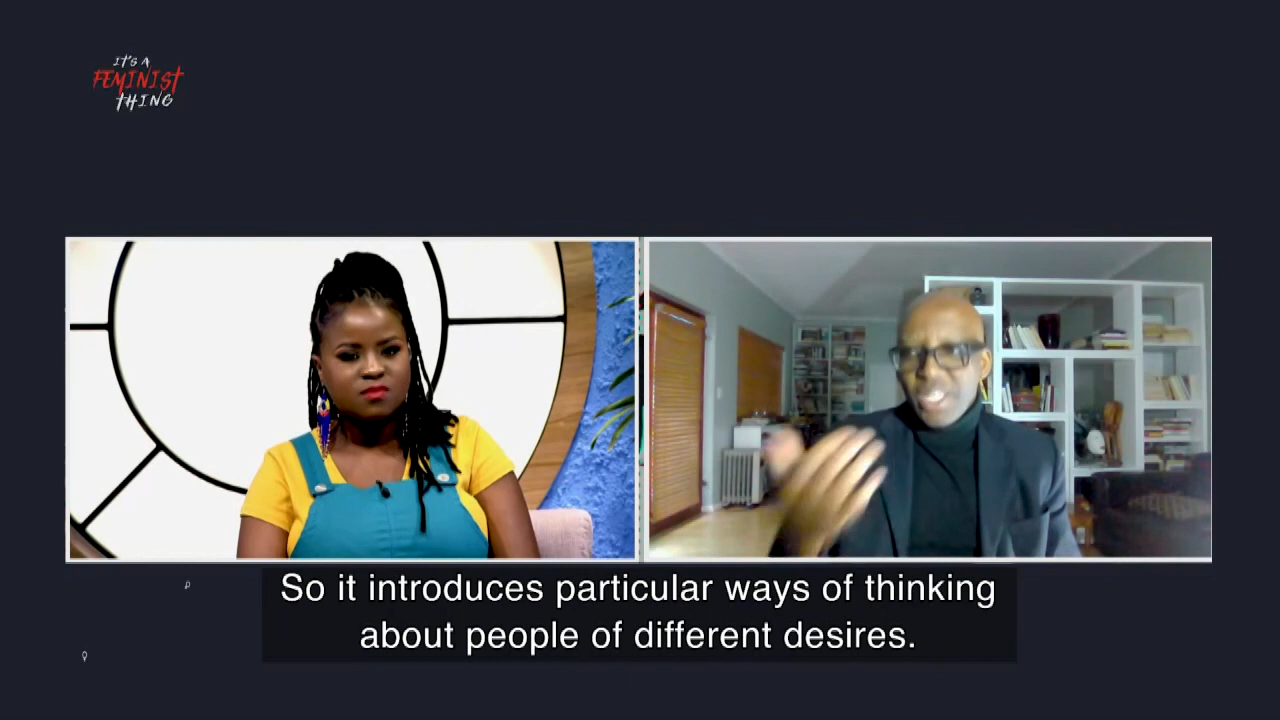 IT'S A
FEMINIST
THING
So it introduces particular ways of thinking
about people of different desires.